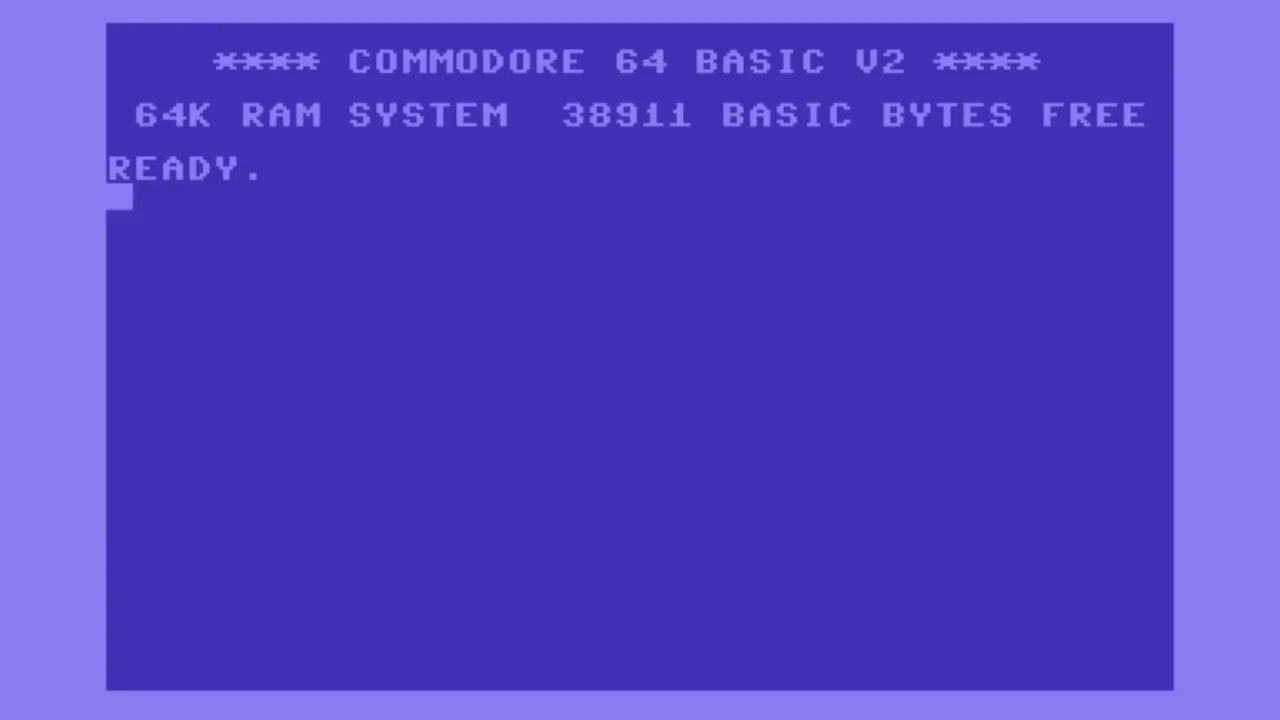 **** COMMODORE 64 BASIC V2 ****
64K RAM SYSTEM  38911 BASIC BYTES FREE
READY.